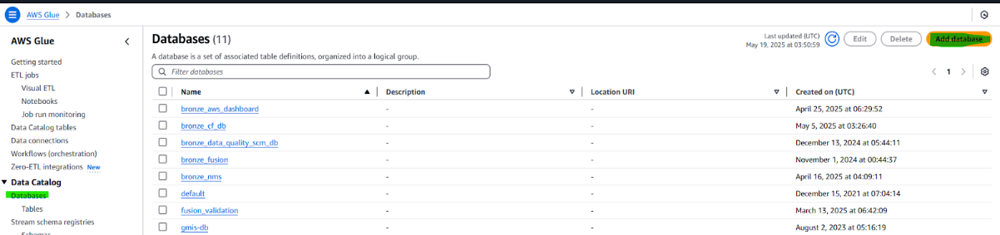 AWS Glue > Databases
AWS Glue
Getting started
ETL jobs
Visual ETL
Notebooks
Job run monitoring
Data Catalog tables
Data connections
Workflows (orchestration)
Zero-ETL integrations New
Data Catalog
Databases
Tables
Stream schema registries
Schemas
Databases (11)
Last updated (UTC)
May 19, 2025 at 03:50:59
Edit
Delete
Add database
A database is a set of associated table definitions, organized into a logical group.
Filter databases
1
Name Description Location URI Created on (UTC)
bronze_aws_dashboard - - April 25, 2025 at 06:29:52
bronze_cf_db - - May 5, 2025 at 03:26:40
bronze_data_quality_scm_db - - December 13, 2024 at 05:44:11
bronze_fusion - - November 1, 2024 at 00:44:37
bronze_nms - - April 16, 2025 at 04:09:11
default - - December 15, 2021 at 07:04:14
fusion_validation - - March 13, 2025 at 06:42:09
gmis-db - - August 2, 2023 at 05:16:19